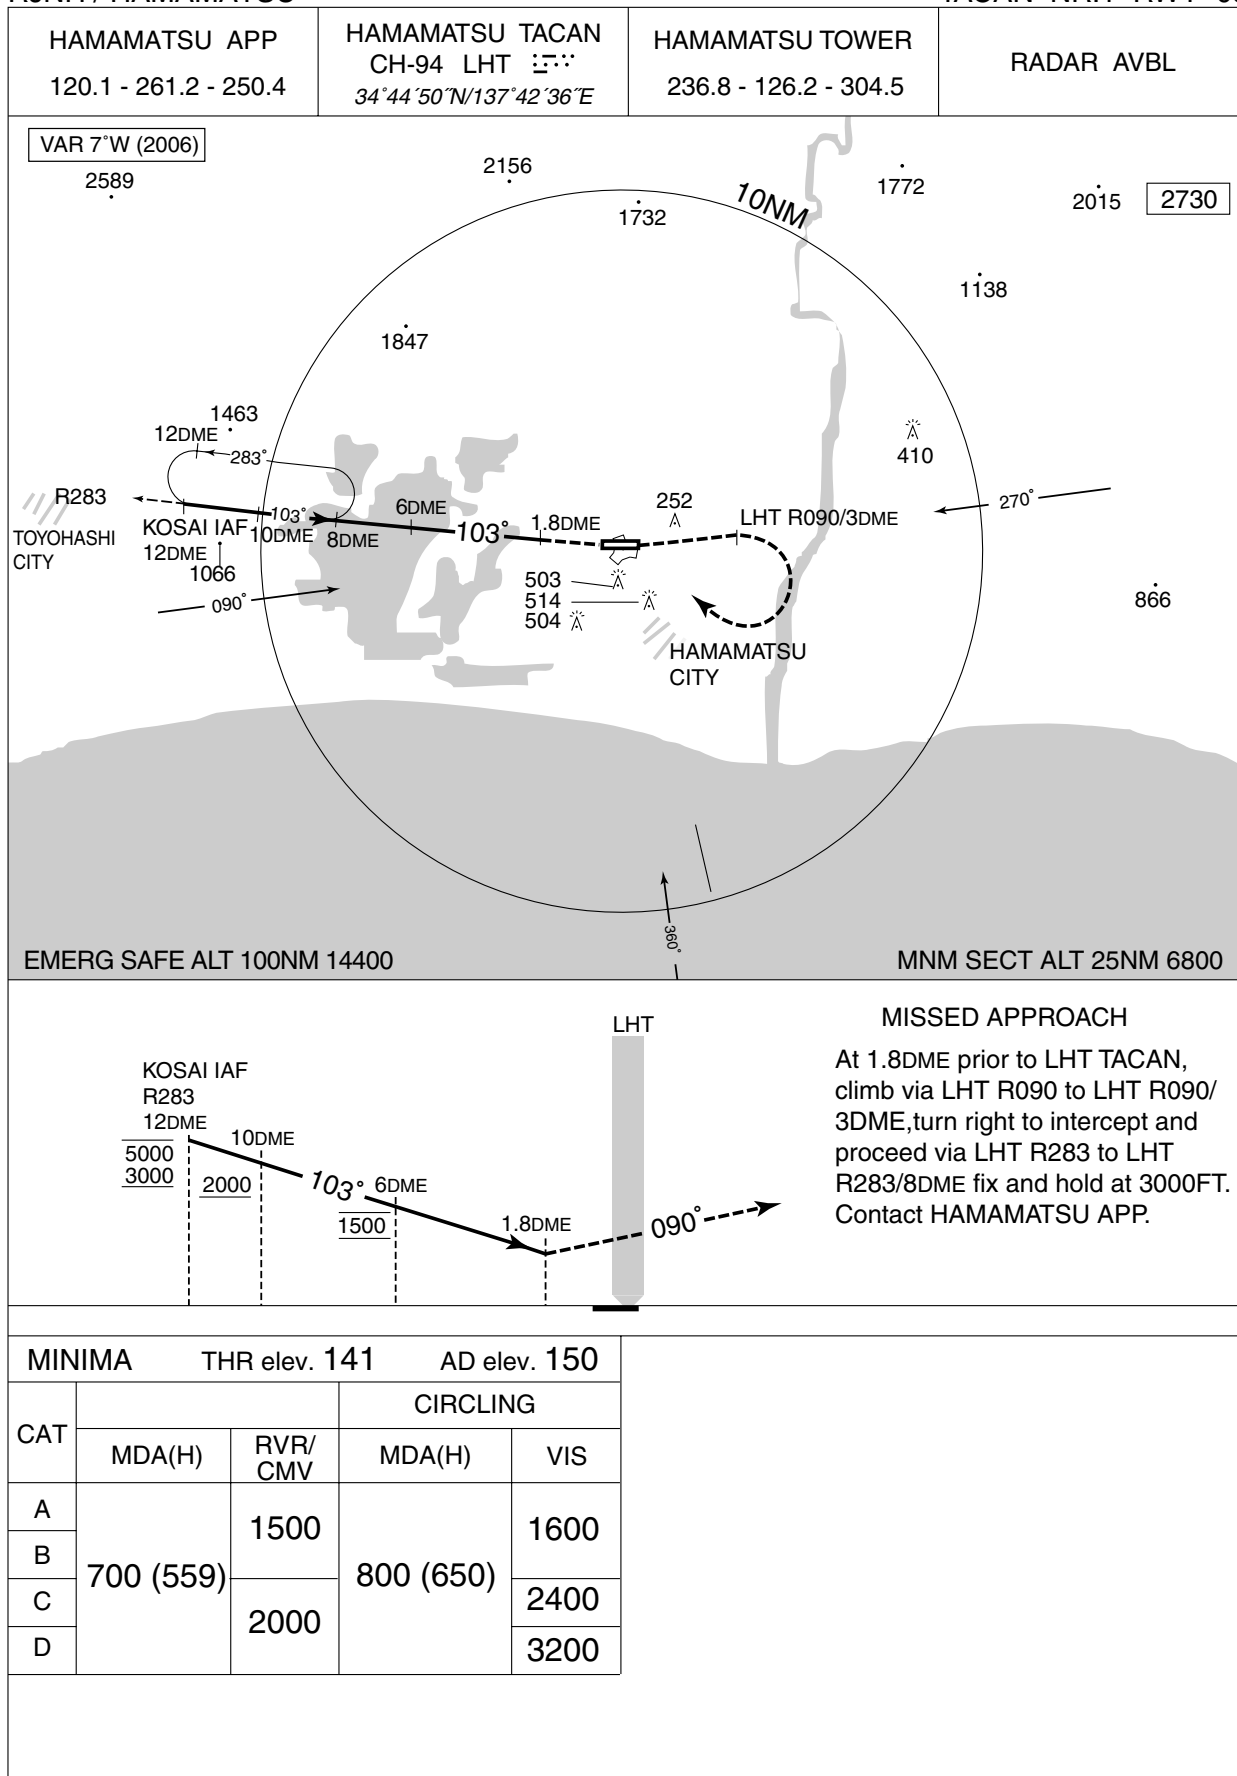 HAMAMATSU APP
120.1 - 261.2 - 250.4
HAMAMATSU TACAN
CH-94 LHT
34°44´50˝N/137°42´36˝E
HAMAMATSU TOWER
236.8 - 126.2 - 304.5
RADAR AVBL
VAR 7°W (2006)
2589
2156
1732
10NM
1772
2015
2730
1138
1847
1463
12DME
283°
R283
TOYOHASHI
CITY
KOSAI IAF
12DME
1066
103°
10DME
8DME
6DME
103°
1.8DME
252
LHT R090/3DME
410
270°
090°
503
514
504
HAMAMATSU
CITY
866
360°
EMERG SAFE ALT 100NM 14400
MNM SECT ALT 25NM 6800
LHT
KOSAI IAF
R283
12DME
5000
3000
10DME
2000
103°
6DME
1500
1.8DME
090°
MISSED APPROACH
At 1.8DME prior to LHT TACAN,
climb via LHT R090 to LHT R090/
3DME,turn right to intercept and
proceed via LHT R283 to LHT
R283/8DME fix and hold at 3000FT.
Contact HAMAMATSU APP.
MINIMA THR elev. 141 AD elev. 150
CAT
CIRCLING
MDA(H)
RVR/
CMV
MDA(H)
VIS
A
B
C
D
700 (559)
1500
2000
800 (650)
1600
2400
3200